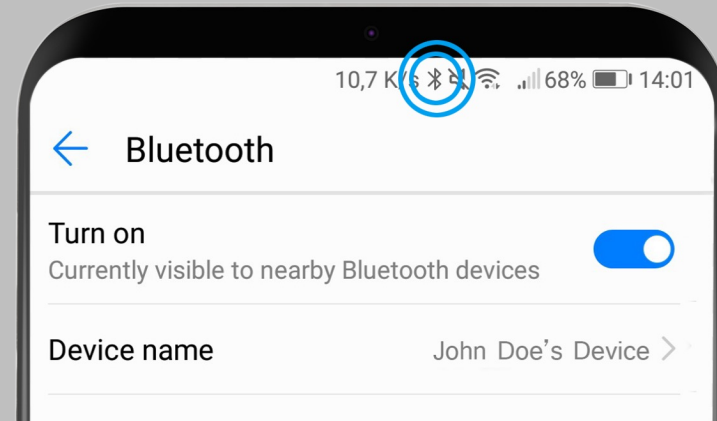 10,7 K/s 68% 14:01
Bluetooth
Turn on
Currently visible to nearby Bluetooth devices
Device name John Doe's Device